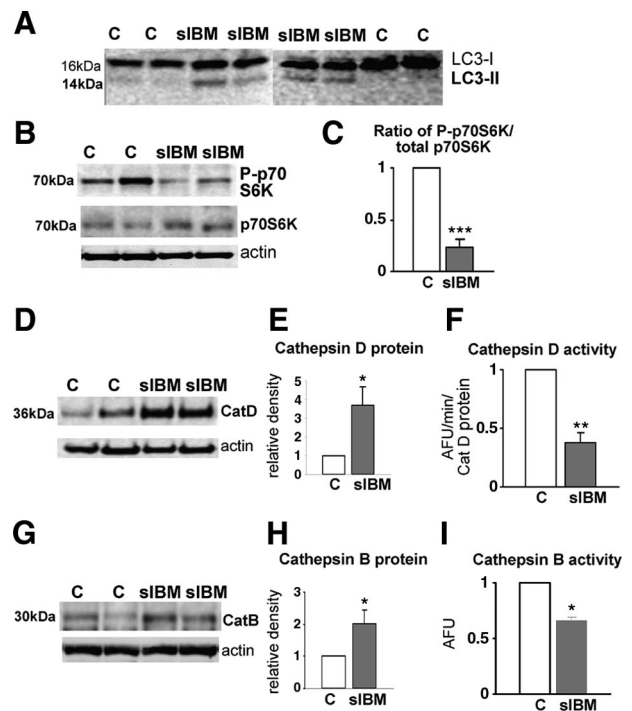 A
C C sIBM sIBM sIBM sIBM C C
16kDa LC3-I
14kDa LC3-II
B
C C sIBM sIBM
70kDa P-p70
S6K
70kDa p70S6K
actin
C
Ratio of P-p70S6K/
total p70S6K
1
0.5
0
***
C sIBM
D
C C sIBM sIBM
36kDa CatD
actin
E
Cathepsin D protein
relative density
5
4
3
2
1
0
*
C sIBM
F
Cathepsin D activity
AFU/min/
Cat D protein
1
0.5
0
**
C sIBM
G
C C sIBM sIBM
30kDa CatB
actin
H
Cathepsin B protein
relative density
3
2
1
0
*
C sIBM
I
Cathepsin B activity
AFU
1
0.5
0
*
C sIBM